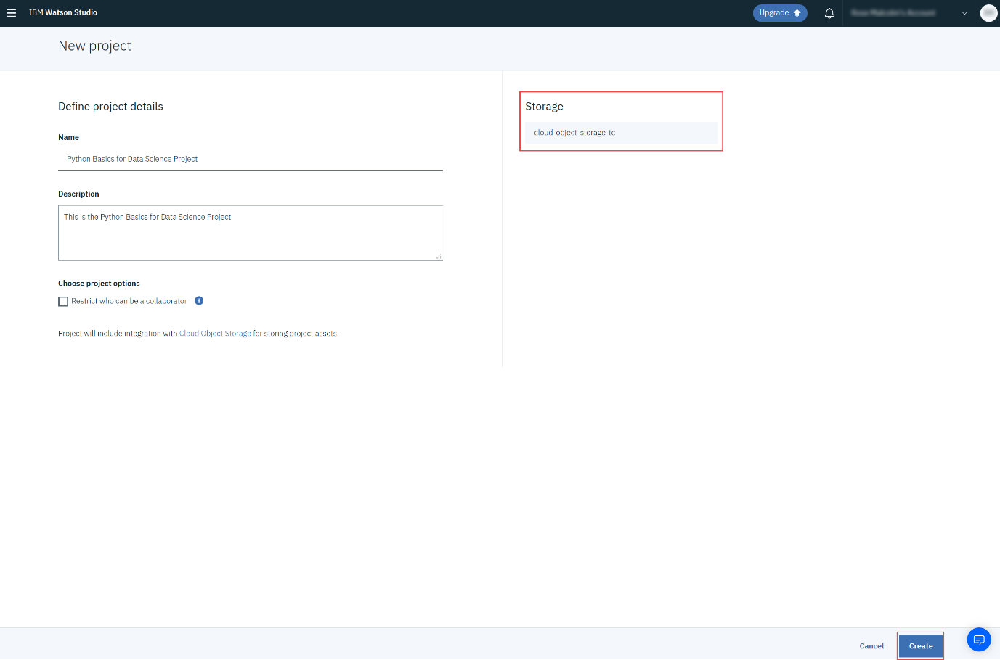 IBM Watson Studio
Upgrade
New project
Define project details
Name
Python Basics for Data Science Project
Description
This is the Python Basics for Data Science Project.
Choose project options
Restrict who can be a collaborator
Project will include integration with Cloud Object Storage for storing project assets.
Storage
cloud-object-storage-tc
Cancel
Create